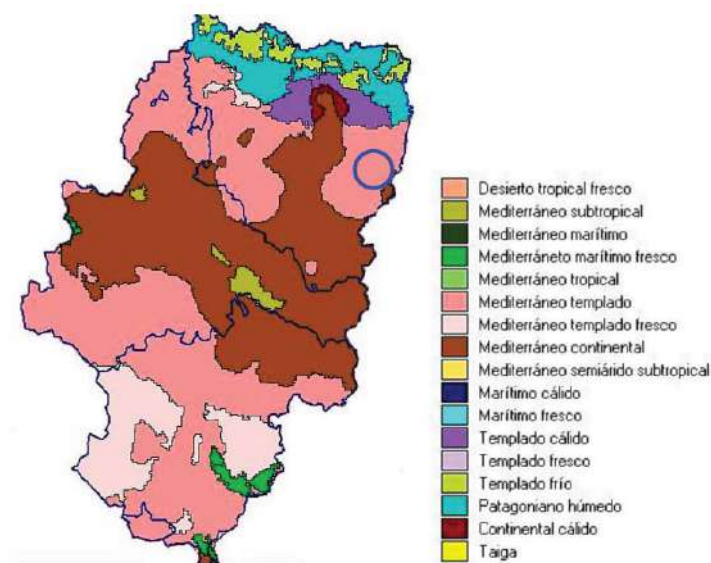 Desierto tropical fresco
Mediterráneo subtropical
Mediterráneo marítimo
Mediterráneto marítimo fresco
Mediterráneo tropical
Mediterráneo templado
Mediterráneo templado fresco
Mediterráneo continental
Mediterráneo semiárido subtropical
Marítimo cálido
Marítimo fresco
Templado cálido
Templado fresco
Templado frío
Patagoniano húmedo
Continental cálido
Taiga